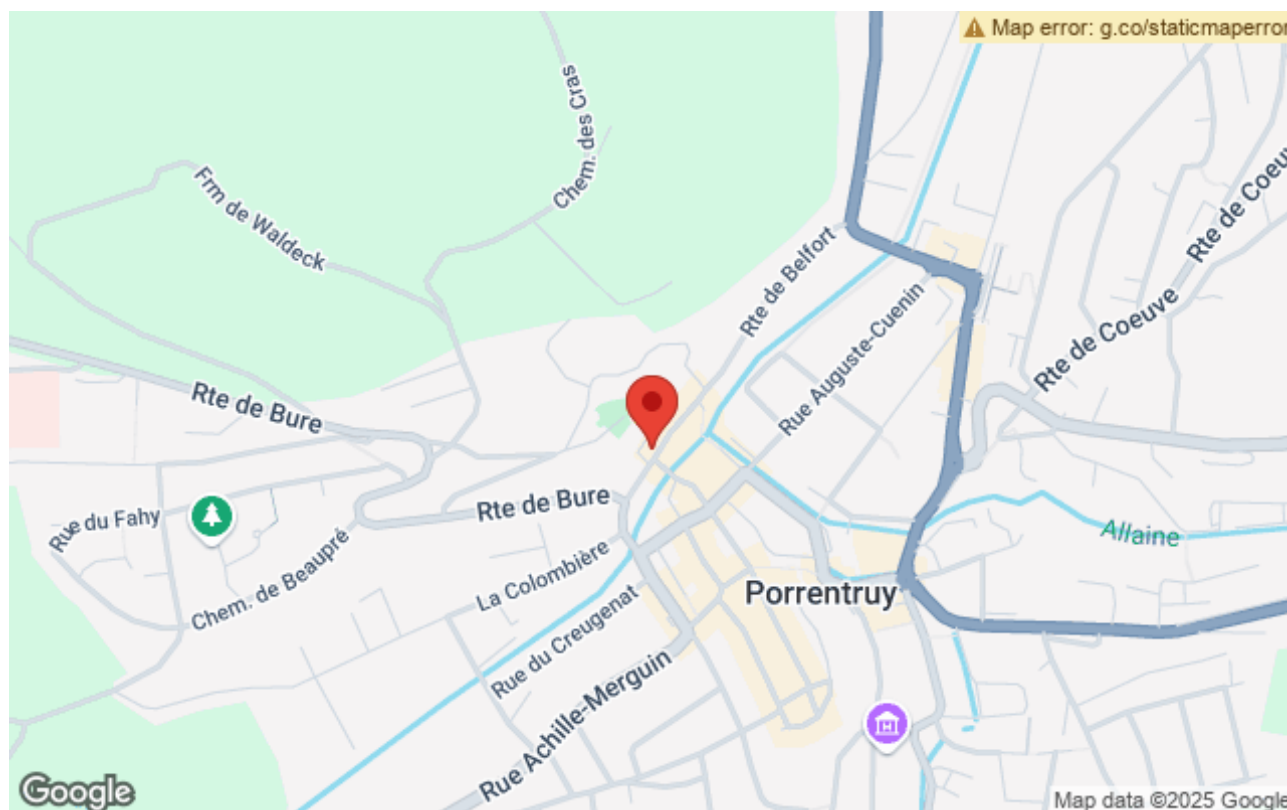 Map error: g.co/staticmaperror
Chem. des Cras
Frm de Waldeck
Rte de Coeuv
Rte de Belfort
Rte de Coeuve
Rue Auguste-Cuenin
Rte de Bure
Rte de Bure
Rue du Fahy
Allaine
Chem. de Beaupré
La Colombière
Porrentruy
Rue du Creugenat
Rue Achille-Merguin
H
Google
Map data ©2025 Google